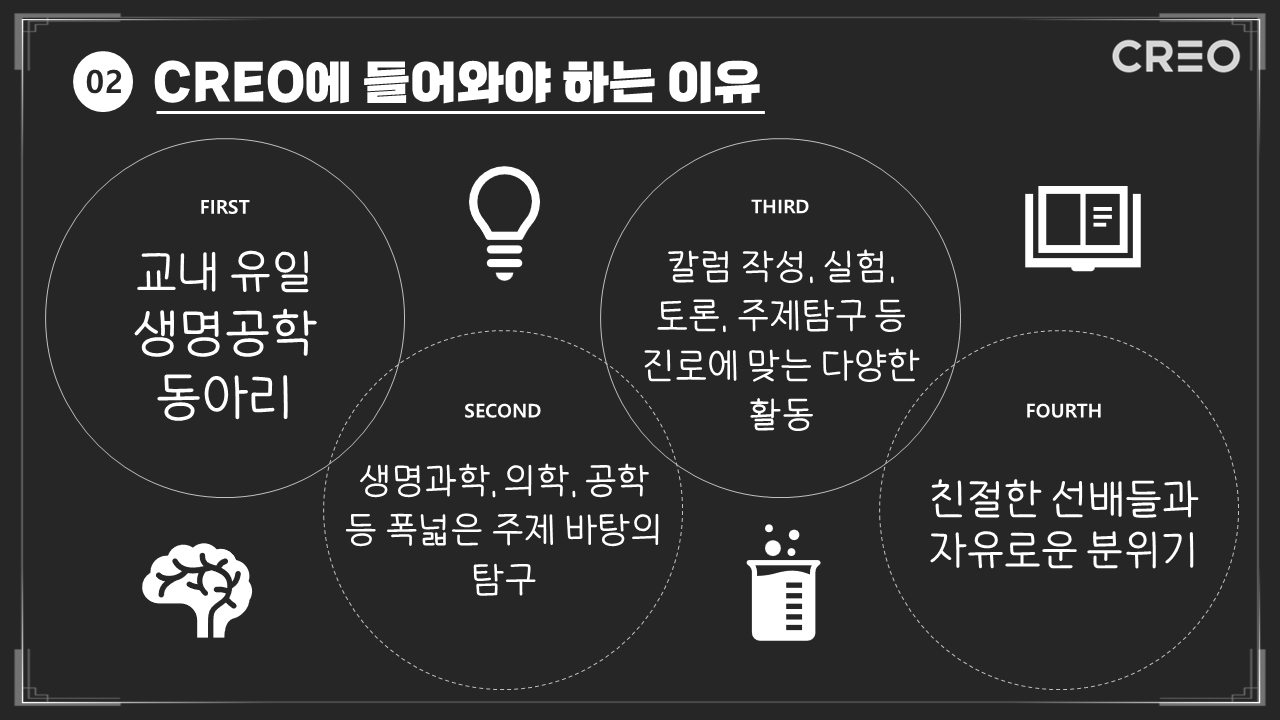 CREO
02 CREO에 들어와야 하는 이유
FIRST
교내 유일
생명공학
동아리
SECOND
생명과학, 의학, 공학
등 폭넓은 주제 바탕의
탐구
THIRD
칼럼 작성, 실험,
토론, 주제탐구 등
진로에 맞는 다양한
활동
FOURTH
친절한 선배들과
자유로운 분위기